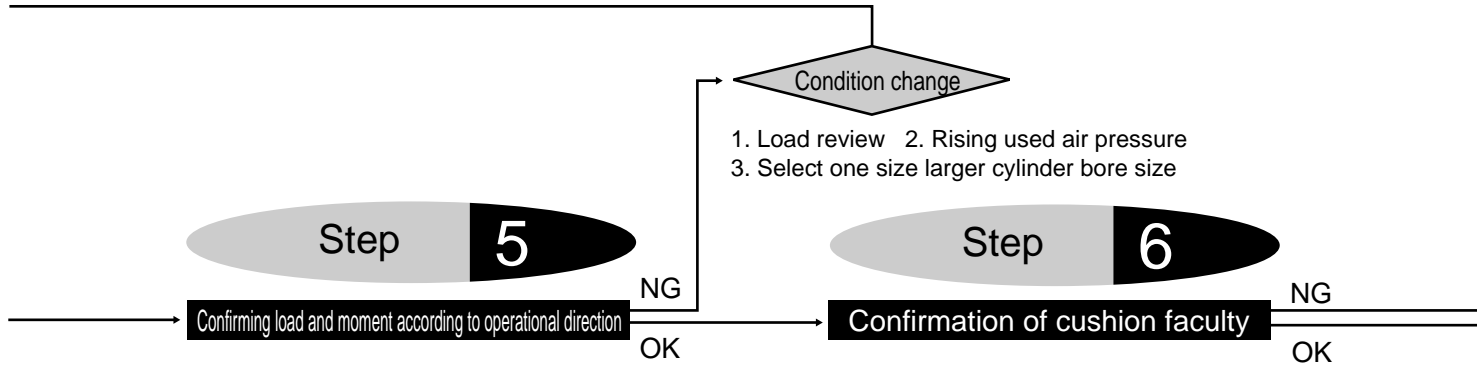 Condition change
1. Load review 2. Rising used air pressure
3. Select one size larger cylinder bore size
Step 5
NG
Confirming load and moment according to operational direction
OK
Step 6
NG
Confirmation of cushion faculty
OK